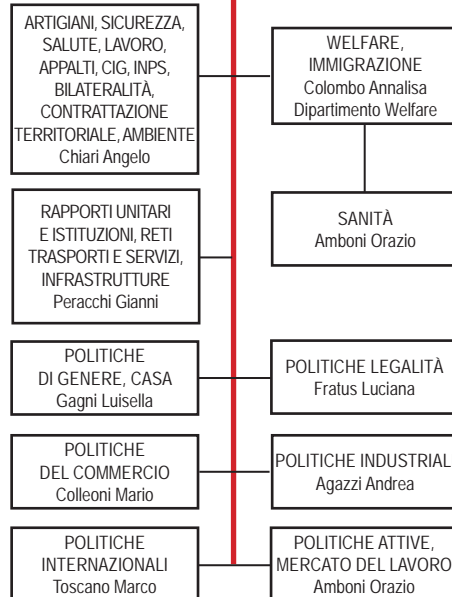 ARTIGIANI, SICUREZZA,
SALUTE, LAVORO,
APPALTI, CIG, INPS,
BILATERALITÀ,
CONTRATTAZIONE
TERRITORIALE, AMBIENTE
Chiari Angelo
WELFARE,
IMMIGRAZIONE
Colombo Annalisa
Dipartimento Welfare
RAPPORTI UNITARI
E ISTITUZIONI, RETI
TRASPORTI E SERVIZI,
INFRASTRUTTURE
Peracchi Gianni
SANITÀ
Amboni Orazio
POLITICHE
DI GENERE, CASA
Gagni Luisella
POLITICHE LEGALITÀ
Fratus Luciana
POLITICHE
DEL COMMERCIO
Colleoni Mario
POLITICHE INDUSTRIAL
Agazzi Andrea
POLITICHE
INTERNAZIONALI
Toscano Marco
POLITICHE ATTIVE,
MERCATO DEL LAVORO
Amboni Orazio